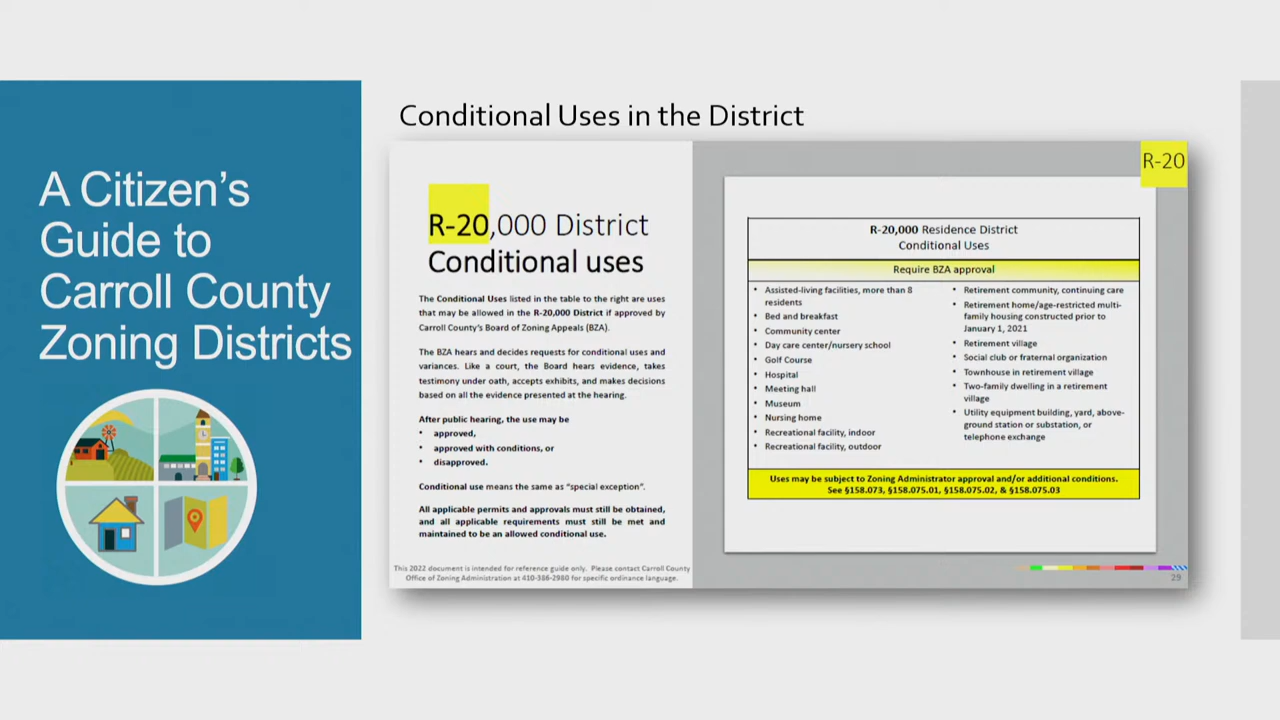 A Citizen's
Guide to
Carroll County
Zoning Districts
Conditional Uses in the District
R-20,000 District
Conditional uses
The Conditional Uses listed in the table to the right are uses
that may be allowed in the R-20,000 District if approved by
Carroll County's Board of Zoning Appeals (BZA).
The BZA hears and decides requests for conditional uses and
variances. Like a court, the Board hears evidence, takes
testimony under oath, accepts exhibits, and makes decisions
based on all the evidence presented at the hearing.
After public hearing, the use may be
• approved,
• approved with conditions, or
• disapproved.
Conditional use means the same as "special exception".
All applicable permits and approvals must still be obtained,
and all applicable requirements must still be met and
maintained to be an allowed conditional use.
This 2022 document is intended for reference guide only. Please contact Carroll County
Office of Zoning Administration at 410-386-2980 for specific ordinance language.
R-20
R-20,000 Residence District
Conditional Uses
Require BZA approval
• Assisted-living facilities, more than 8
residents
• Bed and breakfast
• Community center
• Day care center/nursery school
• Golf Course
• Hospital
• Meeting hall
• Museum
• Nursing home
• Recreational facility, indoor
• Recreational facility, outdoor
• Retirement community, continuing care
• Retirement home/age-restricted multi-
family housing constructed prior to
January 1, 2021
• Retirement village
• Social club or fraternal organization
• Townhouse in retirement village
• Two-family dwelling in a retirement
village
• Utility equipment building, yard, above-
ground station or substation, or
telephone exchange
Uses may be subject to Zoning Administrator approval and/or additional conditions.
See §158.073, §158.075.01, §158.075.02, & §158.075.03
29